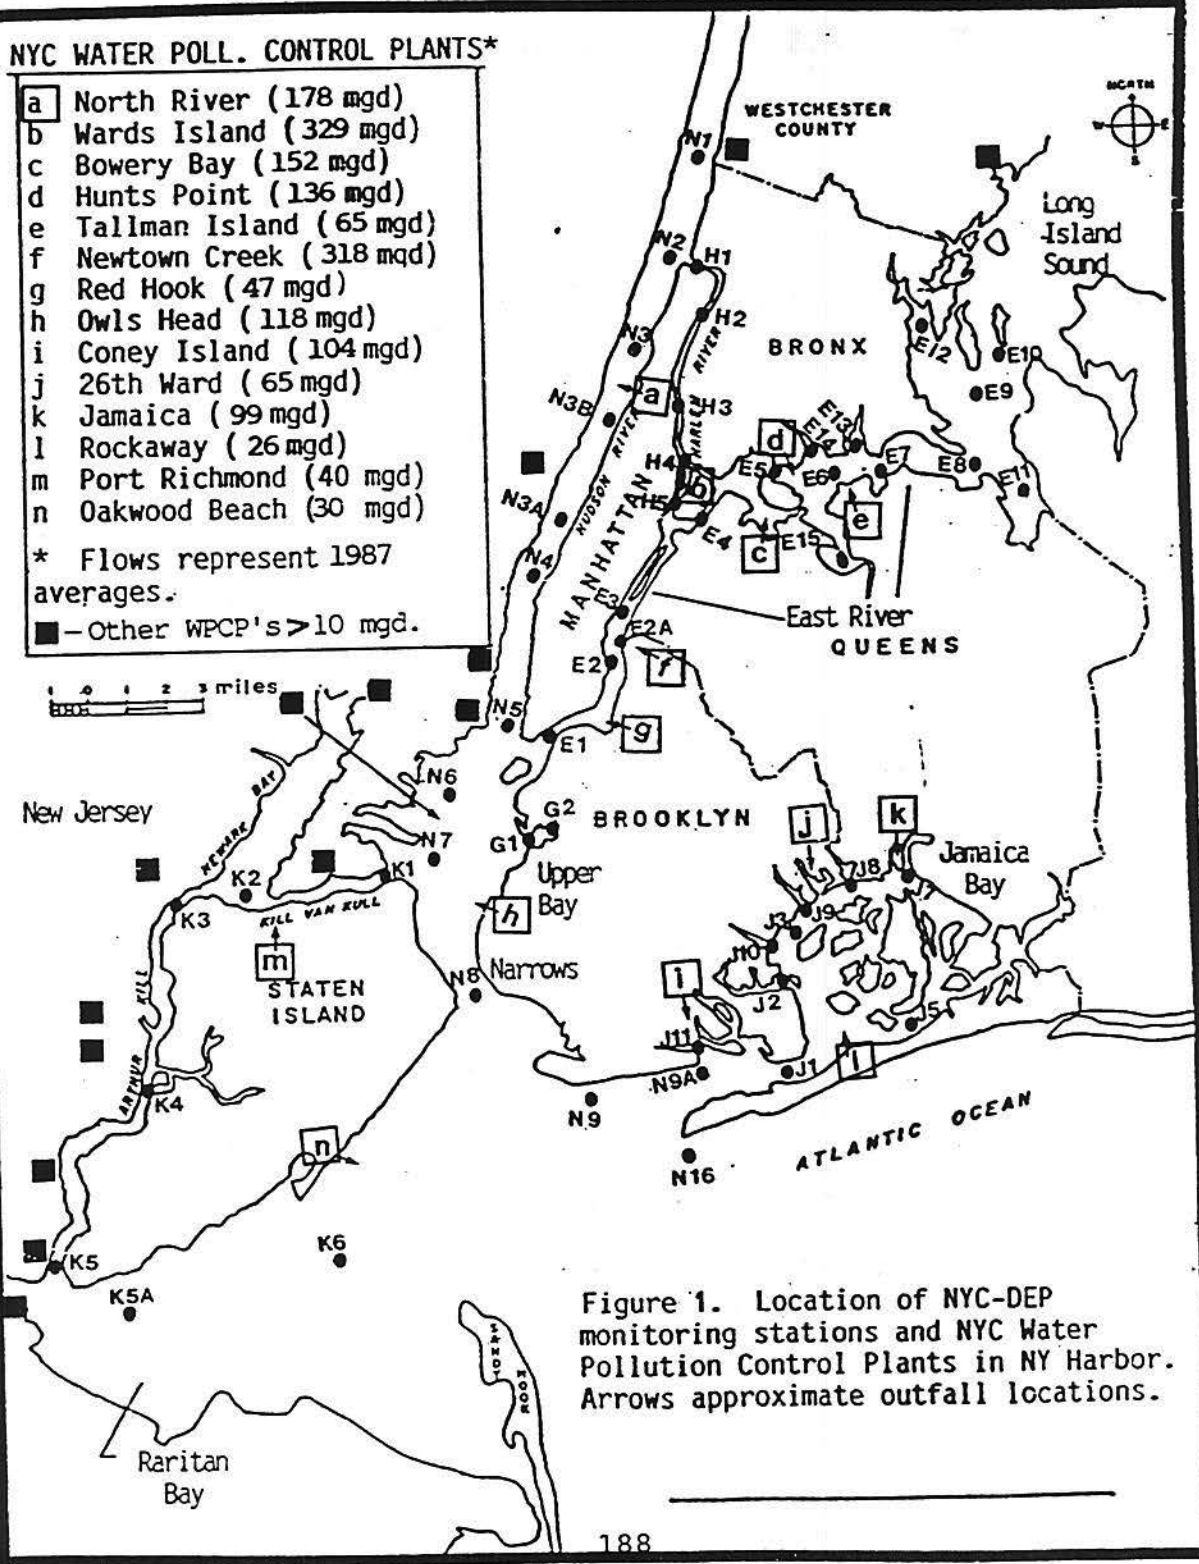 NYC WATER POLL. CONTROL PLANTS*
a North River (178 mgd)
b Wards Island (329 mgd)
c Bowery Bay (152 mgd)
d Hunts Point (136 mgd)
e Tallman Island (65 mgd)
f Newtown Creek (318 mgd)
g Red Hook (47 mgd)
h Owls Head (118 mgd)
i Coney Island (104 mgd)
j 26th Ward (65 mgd)
k Jamaica (99 mgd)
l Rockaway (26 mgd)
m Port Richmond (40 mgd)
n Oakwood Beach (30 mgd)
* Flows represent 1987
averages.
– Other WPCP's >10 mgd.
1 .0 1 2 3 miles
NORTH
W E
S
WESTCHESTER
COUNTY
Long
Island
Sound
N1
N2
H1
H2
N3
HARLEM RIVER
BRONX
E12
E10
E9
a
N3B
H3
HUDSON RIVER
d
E14
E13
H4
E5
E6
E7
E8
E11
b
H5
N3A
E4
c
E15
e
N4
MANHATTAN
E3
East River
E2A
QUEENS
E2
f
N5
E1
g
N6
New Jersey
NEWARK BAY
G2
G1
BROOKLYN
j
k
N7
K1
K2
K3
KILL VAN KULL
Upper
Bay
h
J8
J7
Jamaica
Bay
J9
J3
J10
m
STATEN
ISLAND
N8
Narrows
i
J2
J5
J11
J1
l
N9A
N9
N16
ARTHUR KILL
K4
n
ATLANTIC OCEAN
K5
K6
K5A
SANDY HOOK
Raritan
Bay
Figure 1. Location of NYC-DEP
monitoring stations and NYC Water
Pollution Control Plants in NY Harbor.
Arrows approximate outfall locations.
188